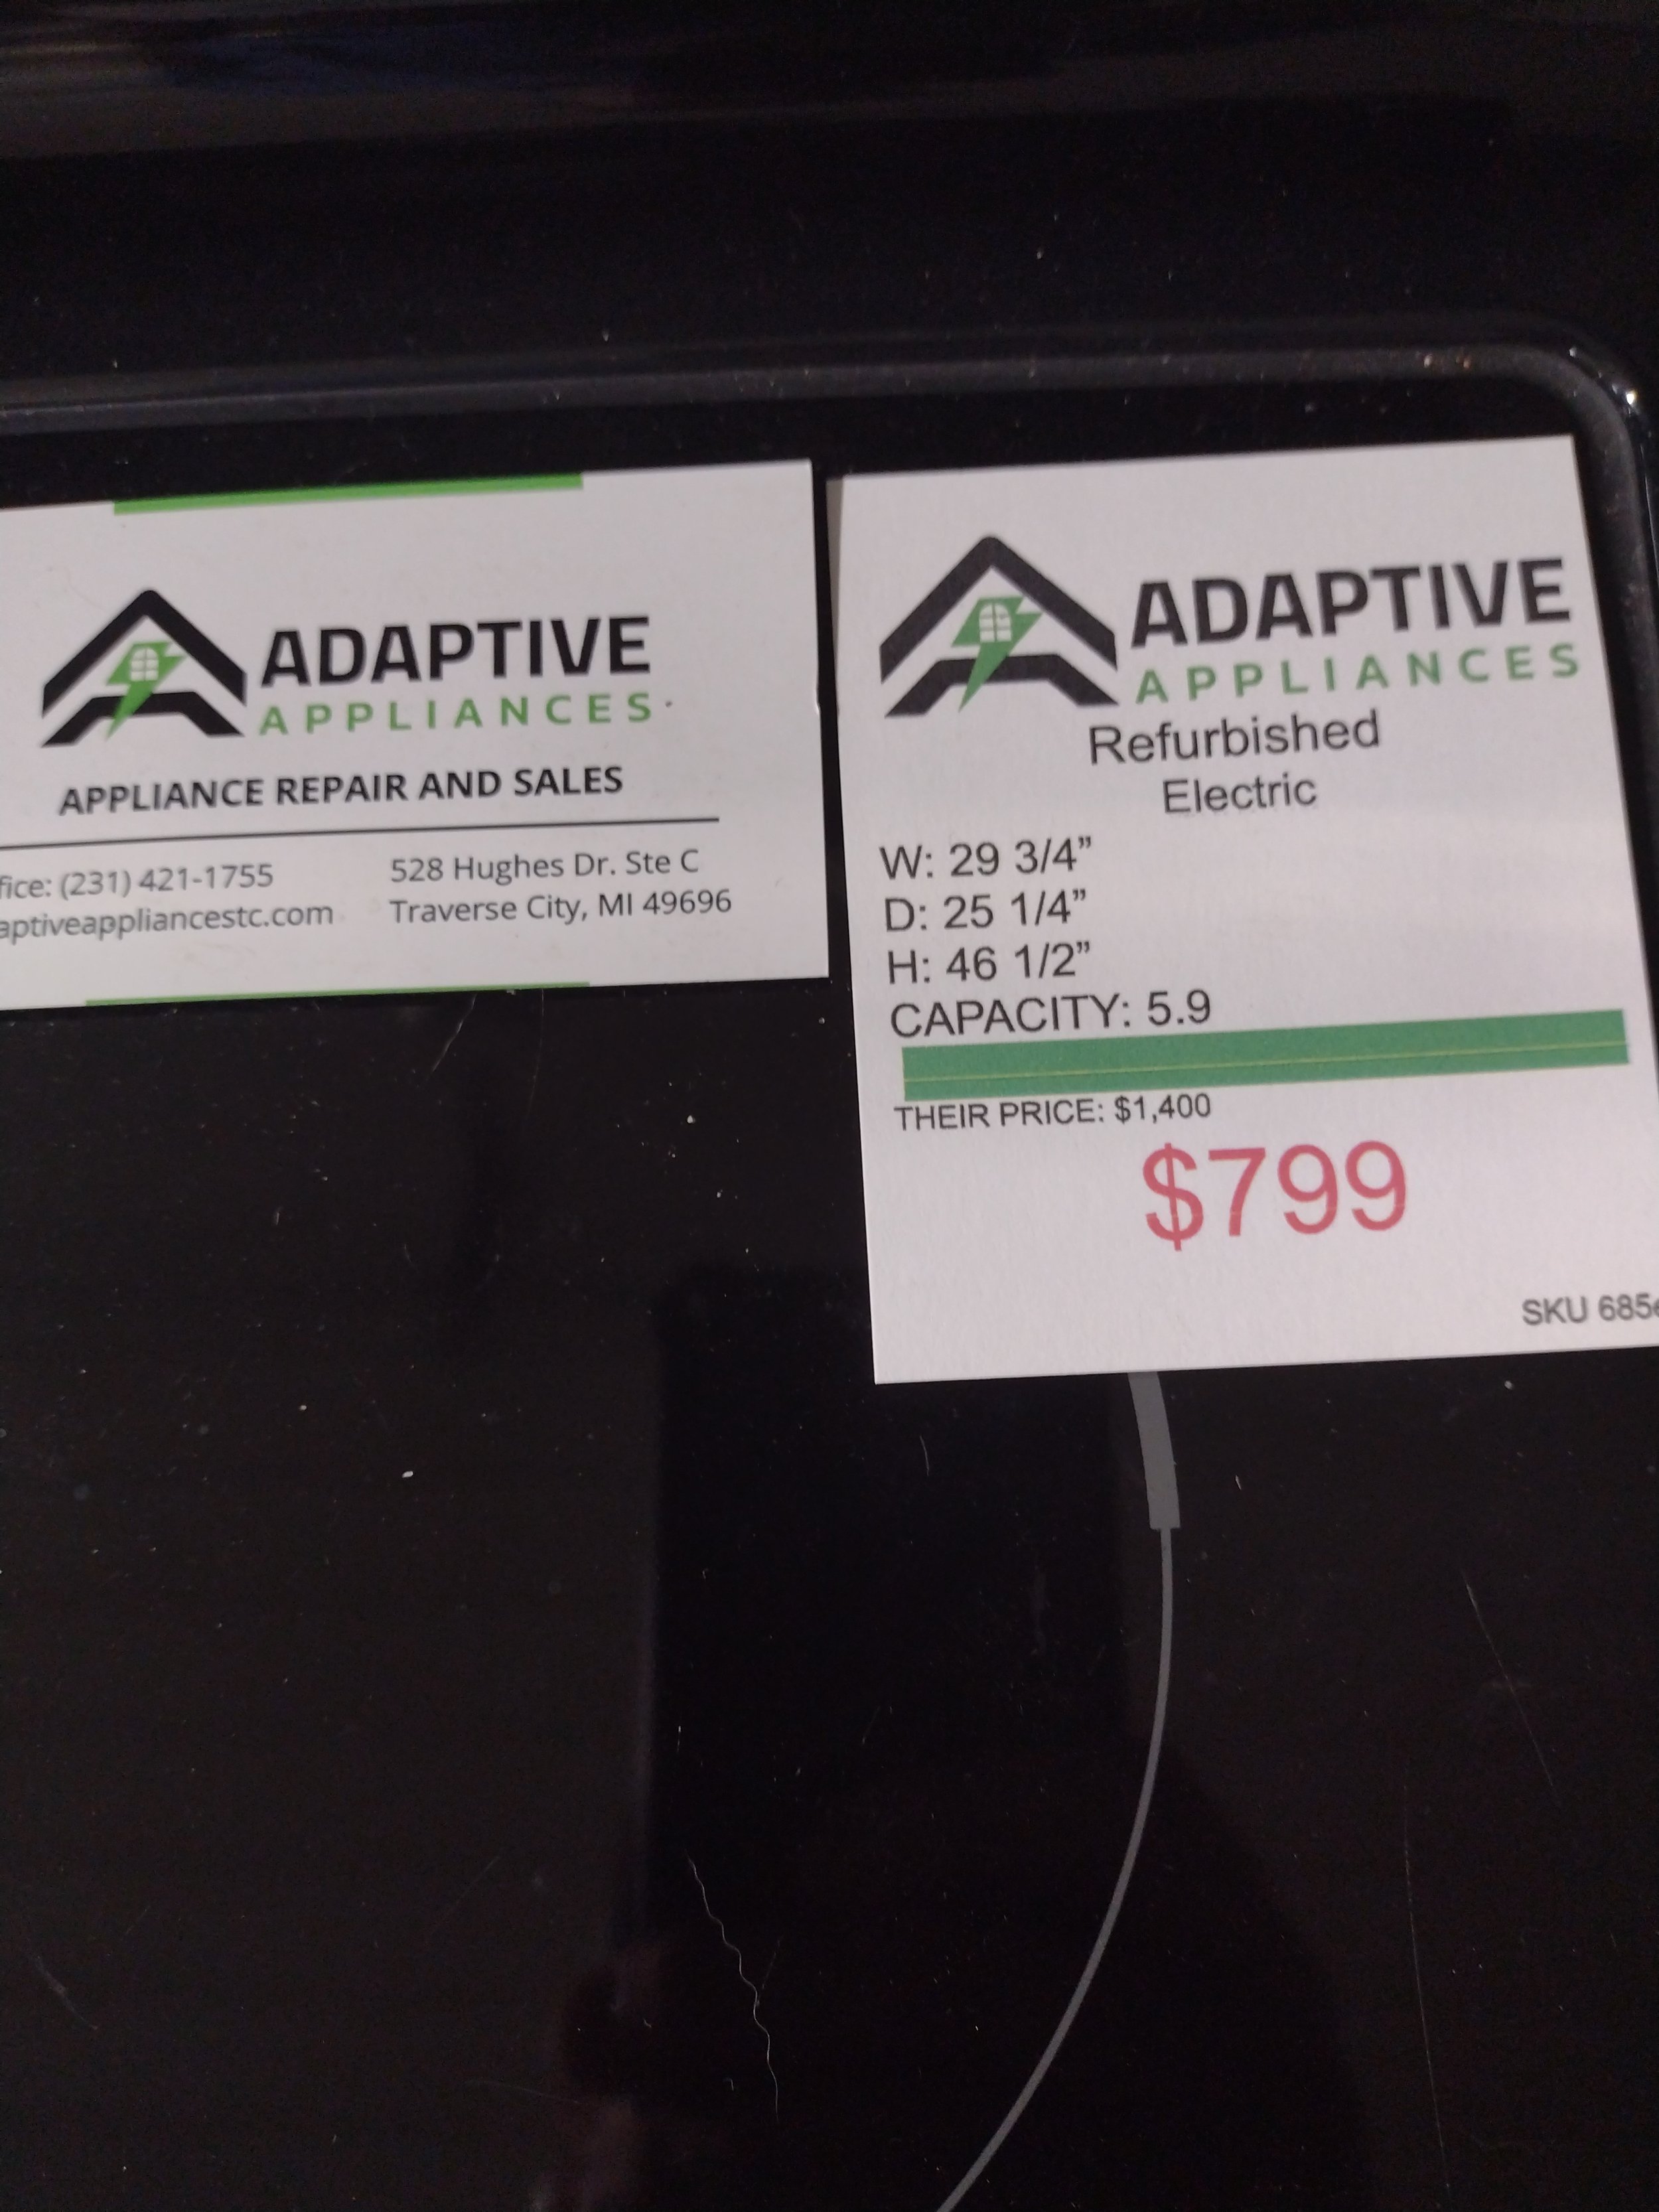 ADAPTIVE
APPLIANCES
APPLIANCE REPAIR AND SALES
fice: (231) 421-1755
aptiveappliancestc.com
528 Hughes Dr. Ste C
Traverse City, MI 49696
ADAPTIVE
APPLIANCES
Refurbished
Electric
W: 29 3/4”
D: 25 1/4”
H: 46 1/2”
CAPACITY: 5.9
THEIR PRICE: $1,400
$799
SKU 685